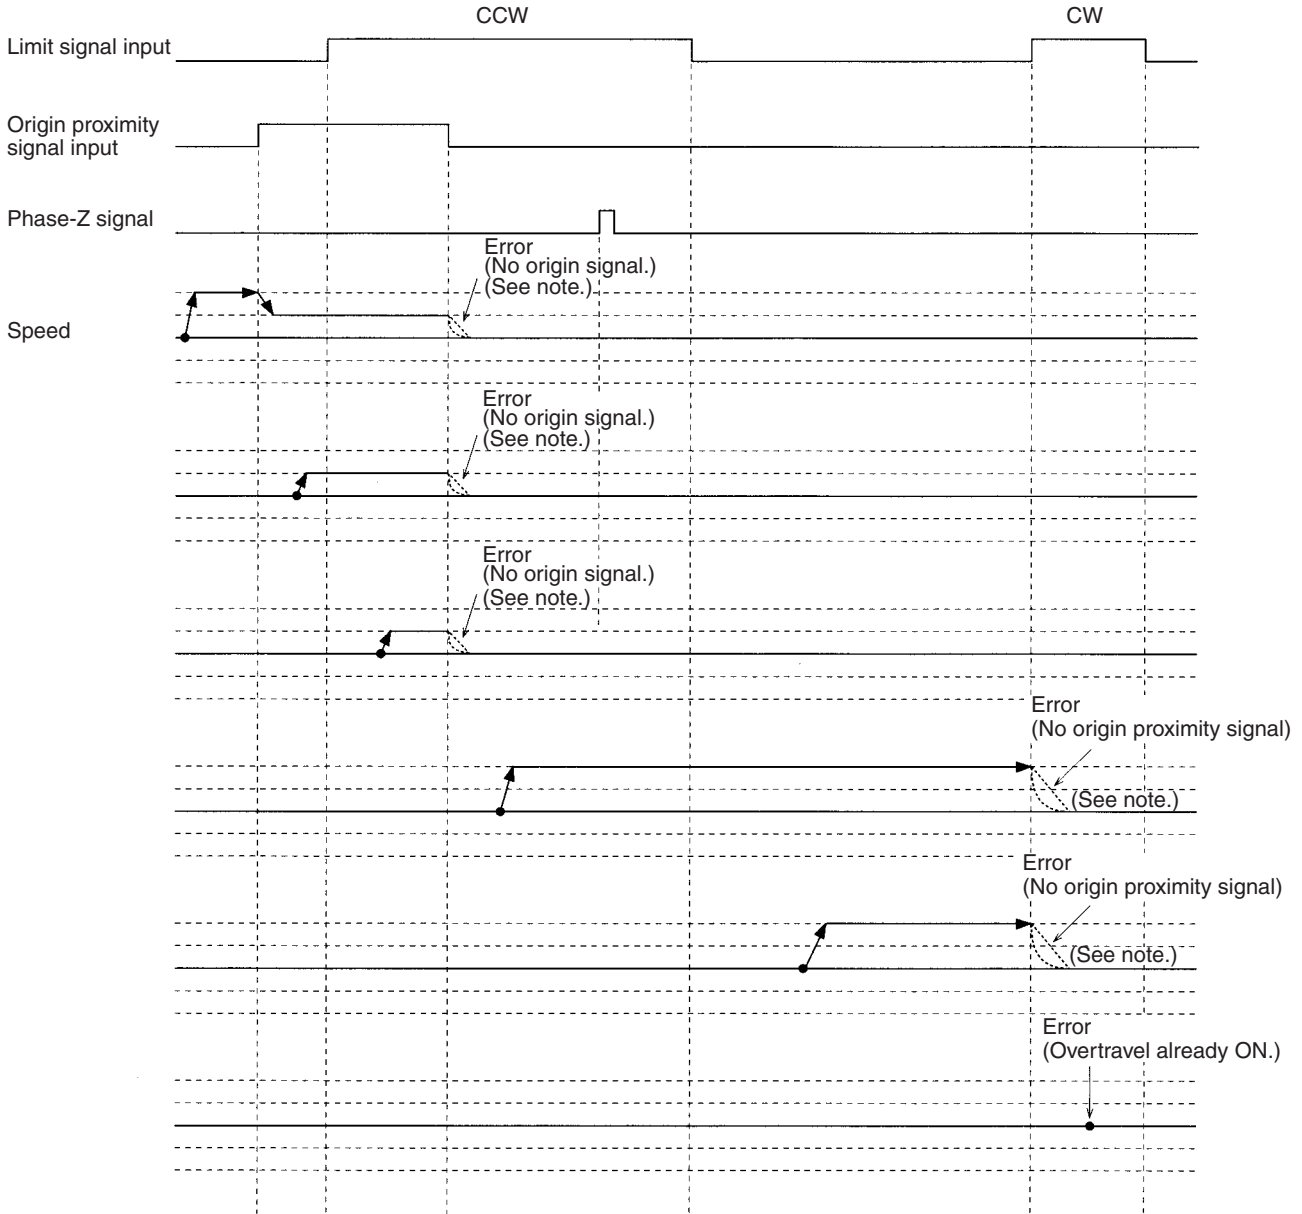 CCW
CW
Limit signal input
Origin proximity
signal input
Phase-Z signal
Error
(No origin signal.)
(See note.)
Speed
Error
(No origin signal.)
(See note.)
Error
(No origin signal.)
(See note.)
Error
(No origin proximity signal)
(See note.)
Error
(No origin proximity signal)
(See note.)
Error
(Overtravel already ON.)